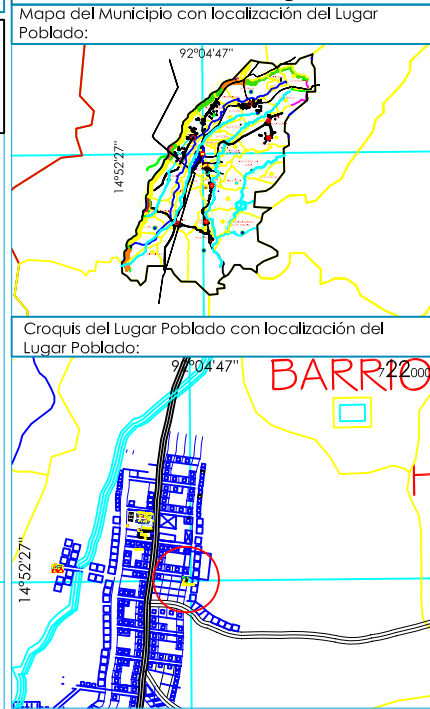 Mapa del Municipio con localización del Lugar
Poblado:
92°04'47"
14°52'27"
Croquis del Lugar Poblado con localización del
Lugar Poblado:
92°04'47"
BARRIO
722000
14°52'27"